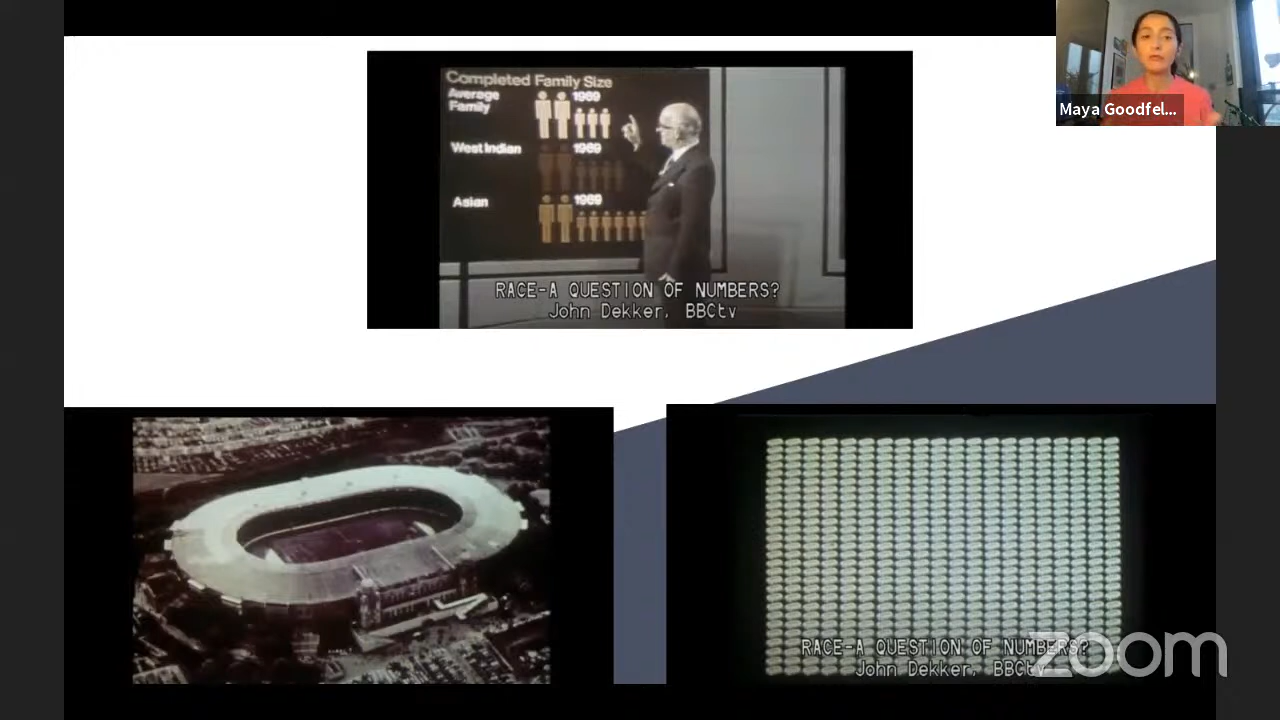 Completed Family Size
Average
Family
1969
West Indian
1969
Asian
1969
RACE-A QUESTION OF NUMBERS?
John Dekker, BBCtv
Maya Goodfel...
RACE-A QUESTION OF NUMBERS?
John Dekker, BBCtv
zoom